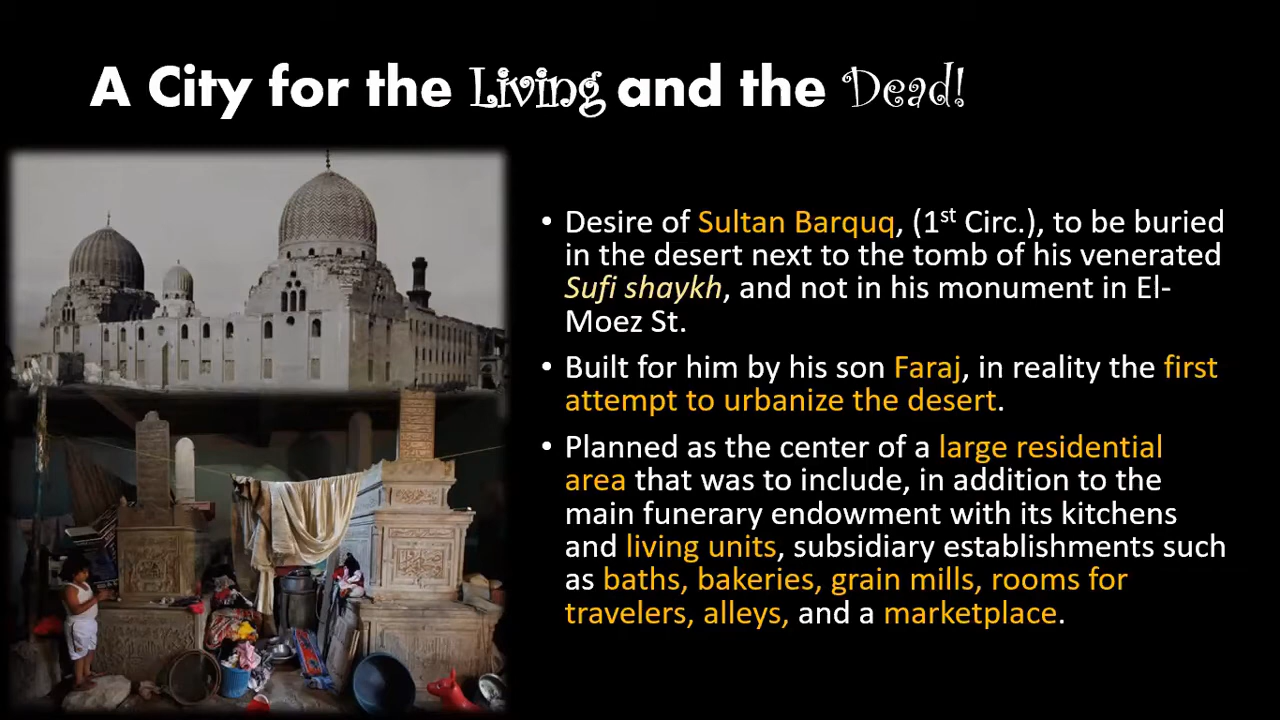 A City for the Living and the Dead!
• Desire of Sultan Barquq, (1st Circ.), to be buried
in the desert next to the tomb of his venerated
Sufi shaykh, and not in his monument in El-
Moez St.
• Built for him by his son Faraj, in reality the first
attempt to urbanize the desert.
• Planned as the center of a large residential
area that was to include, in addition to the
main funerary endowment with its kitchens
and living units, subsidiary establishments such
as baths, bakeries, grain mills, rooms for
travelers, alleys, and a marketplace.